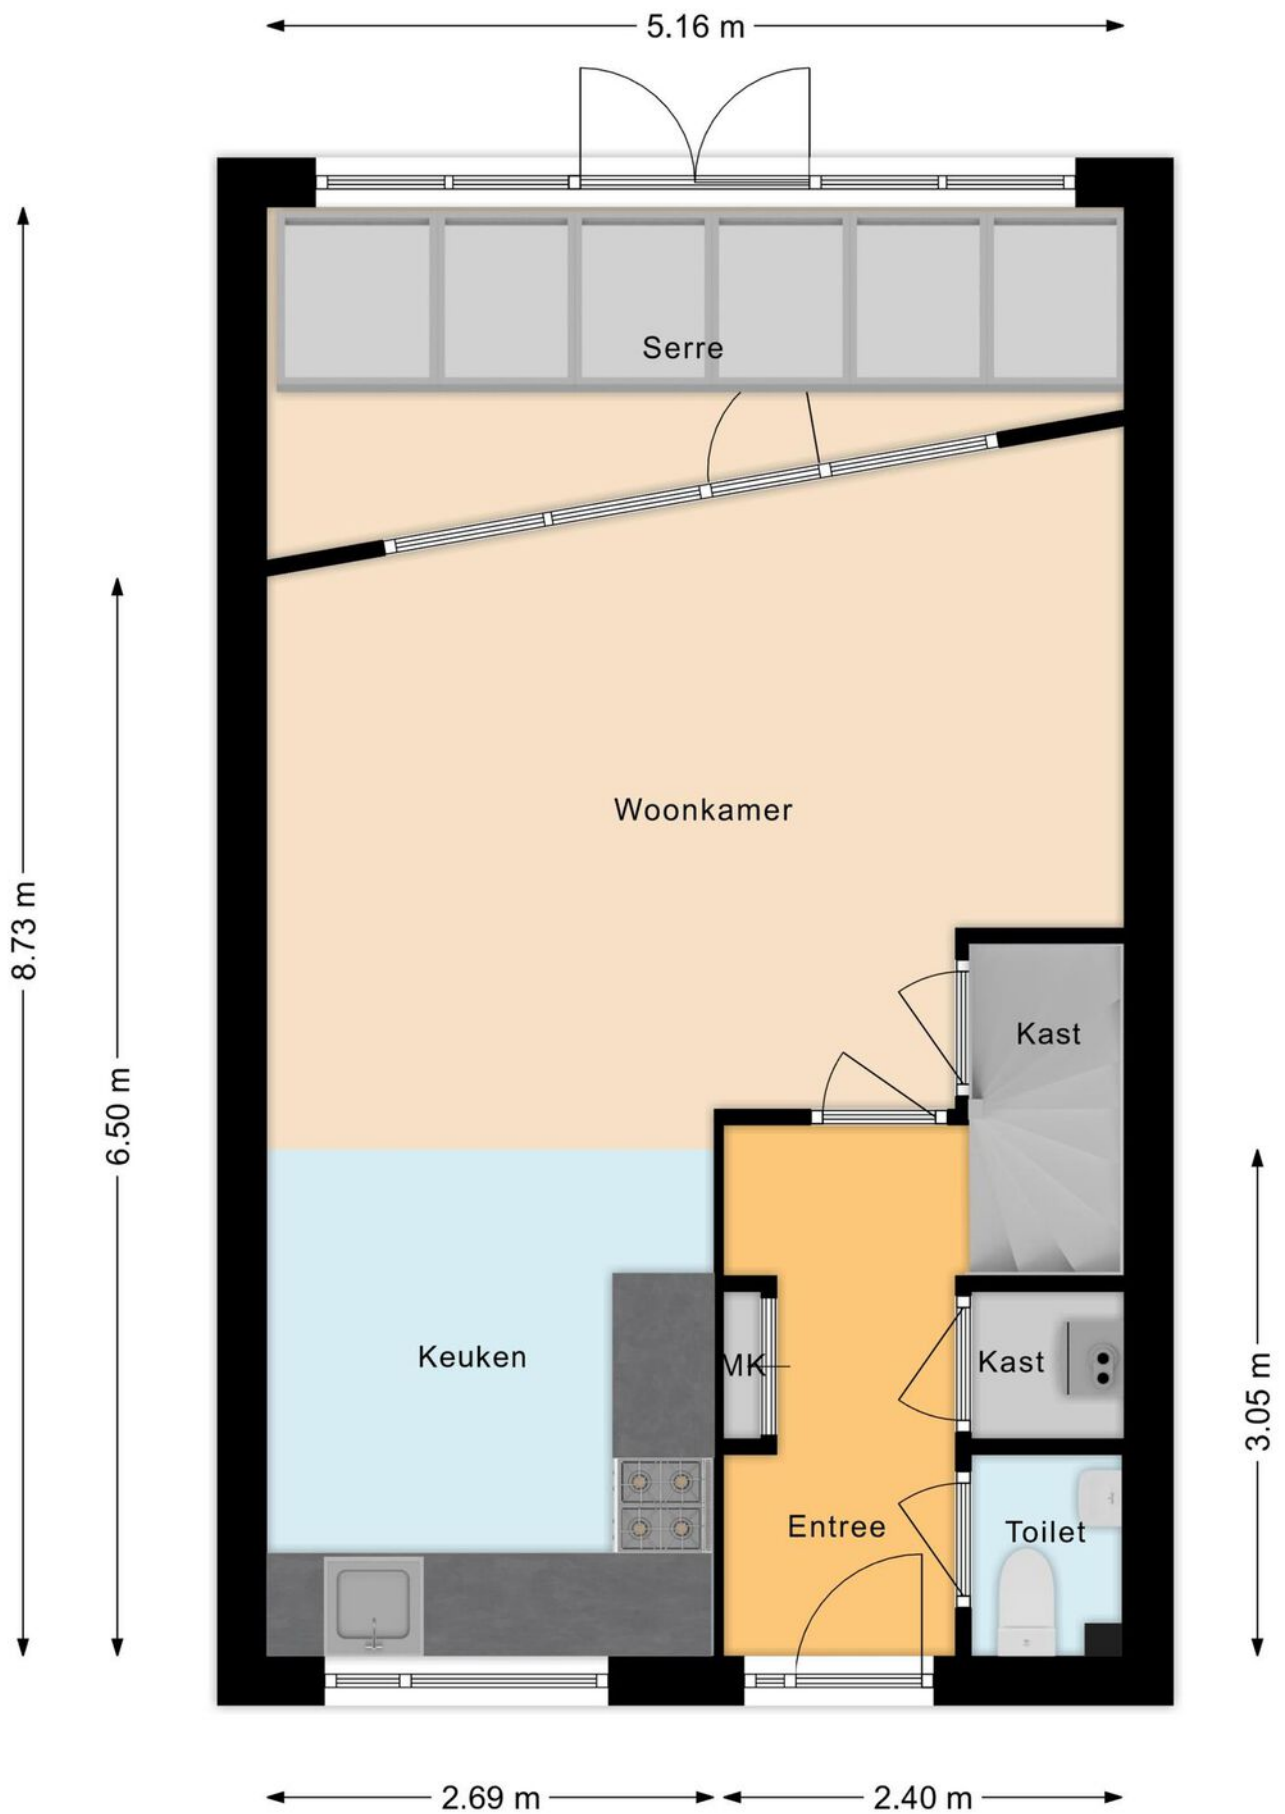 5.16 m
Serre
Woonkamer
8.73 m
6.50 m
Kast
Keuken
MK
Kast
3.05 m
Entree
Toilet
2.69 m
2.40 m